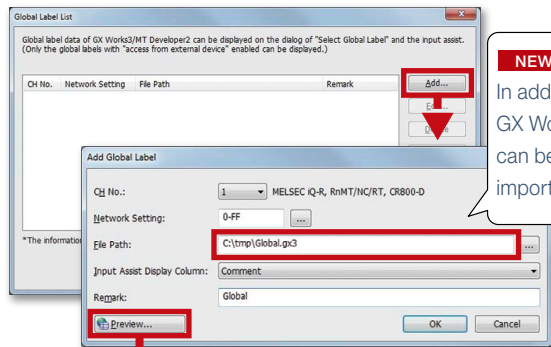 Global Label List
Global label data of GX Works3/MT Developer2 can be displayed on the dialog of "Select Global Label" and the input assist.
(Only the global labels with "access from external device" enabled can be displayed.)
CH No. Network Setting File Path Remark
Add...
NEW
In add
GX Wo
can be
import
Add Global Label
CH No.: 1 MELSEC iQ-R, RnMT/NC/RT, CR800-D
Network Setting: 0-FF ...
*The information
File Path: C:\tmp\Global.gx3 ...
Input Assist Display Column: Comment
Remark: Global
Preview... OK Cancel